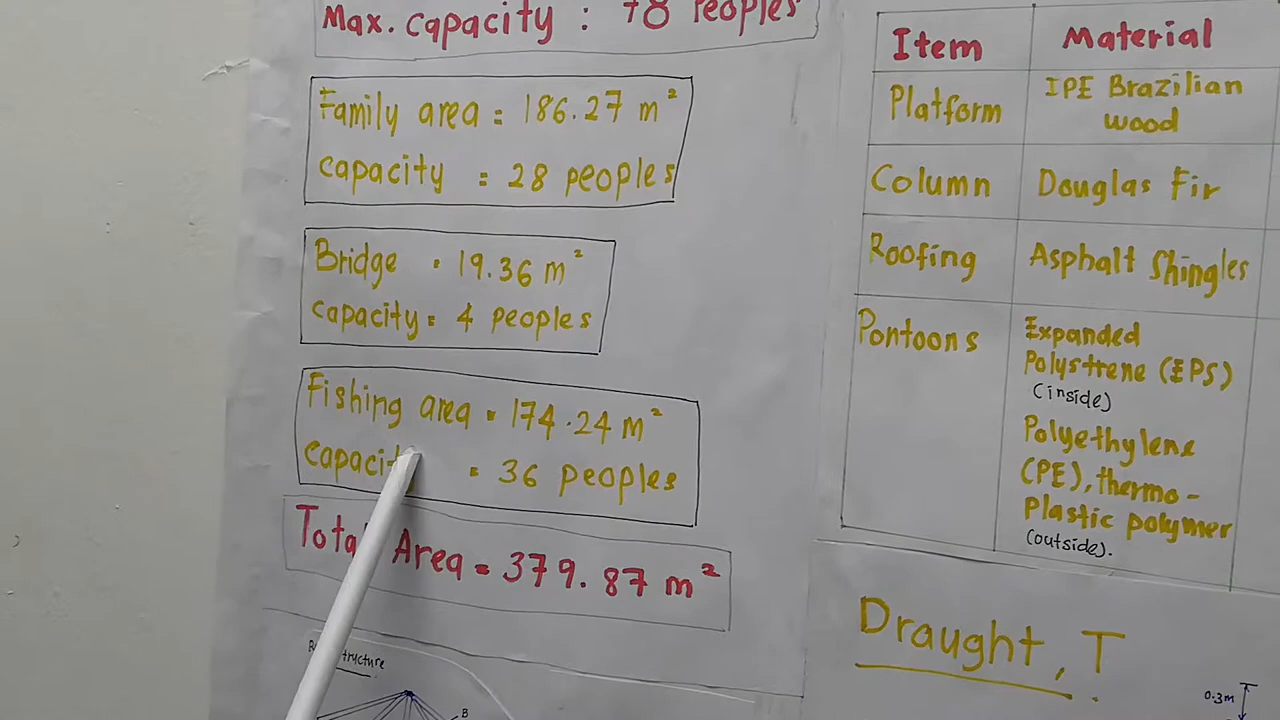 Max. capacity : 78 Peoples
Family area = 186.27 m²
capacity = 28 peoples
Bridge = 19.36 m²
capacity = 4 peoples
Fishing area = 174.24 m²
= 36 peoples
Area = 379.87 m²
B
Item Material
Platform IPE Brazilian
wood
Column Douglas Fir
Roofing Asphalt Shingles
Pontoons Expanded
Polystrene (EPS)
(inside)
Polyethylene
(PE), thermo-
Plastic polymer
(outside).
Draught, T
0.3m